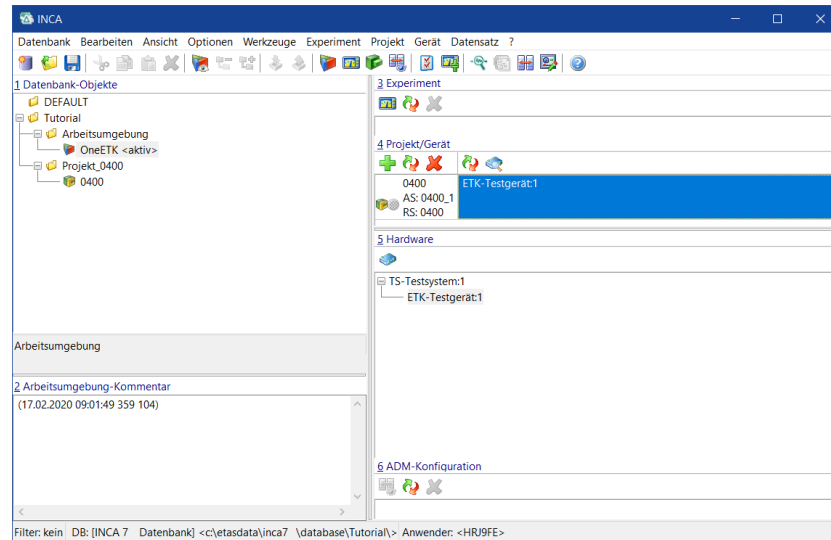 INCA
Datenbank Bearbeiten Ansicht Optionen Werkzeuge Experiment Projekt Gerät Datensatz ?
1 Datenbank-Objekte
DEFAULT
Tutorial
Arbeitsumgebung
OneETK <aktiv>
Projekt_0400
0400
Arbeitsumgebung
2 Arbeitsumgebung-Kommentar
(17.02.2020 09:01:49 359 104)
3 Experiment
4 Projekt/Gerät
0400
AS: 0400_1
RS: 0400
ETK-Testgerät:1
5 Hardware
TS-Testsystem:1
ETK-Testgerät:1
6 ADM-Konfiguration
Filter: kein DB: [INCA 7 Datenbank] <c:\etasdata\inca7 \database\Tutorial\> Anwender: <HRJ9FE>